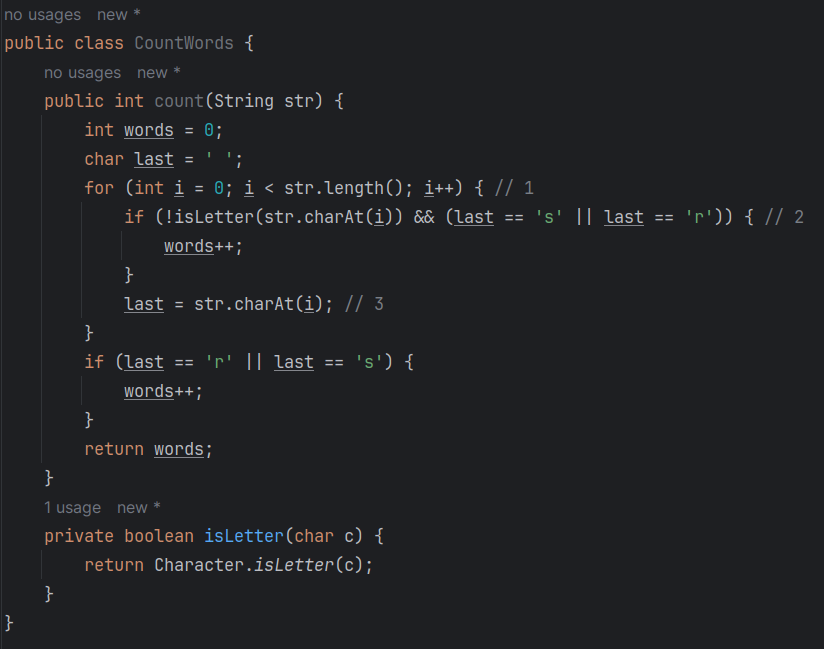 no usages   new *
public class CountWords {
    no usages   new *
    public int count(String str) {
        int words = 0;
        char last = ' ';
        for (int i = 0; i < str.length(); i++) { // 1
            if (!isLetter(str.charAt(i)) && (last == 's' || last == 'r')) { // 2
                words++;
            }
            last = str.charAt(i); // 3
        }
        if (last == 'r' || last == 's') {
            words++;
        }
        return words;
    }
    1 usage   new *
    private boolean isLetter(char c) {
        return Character.isLetter(c);
    }
}